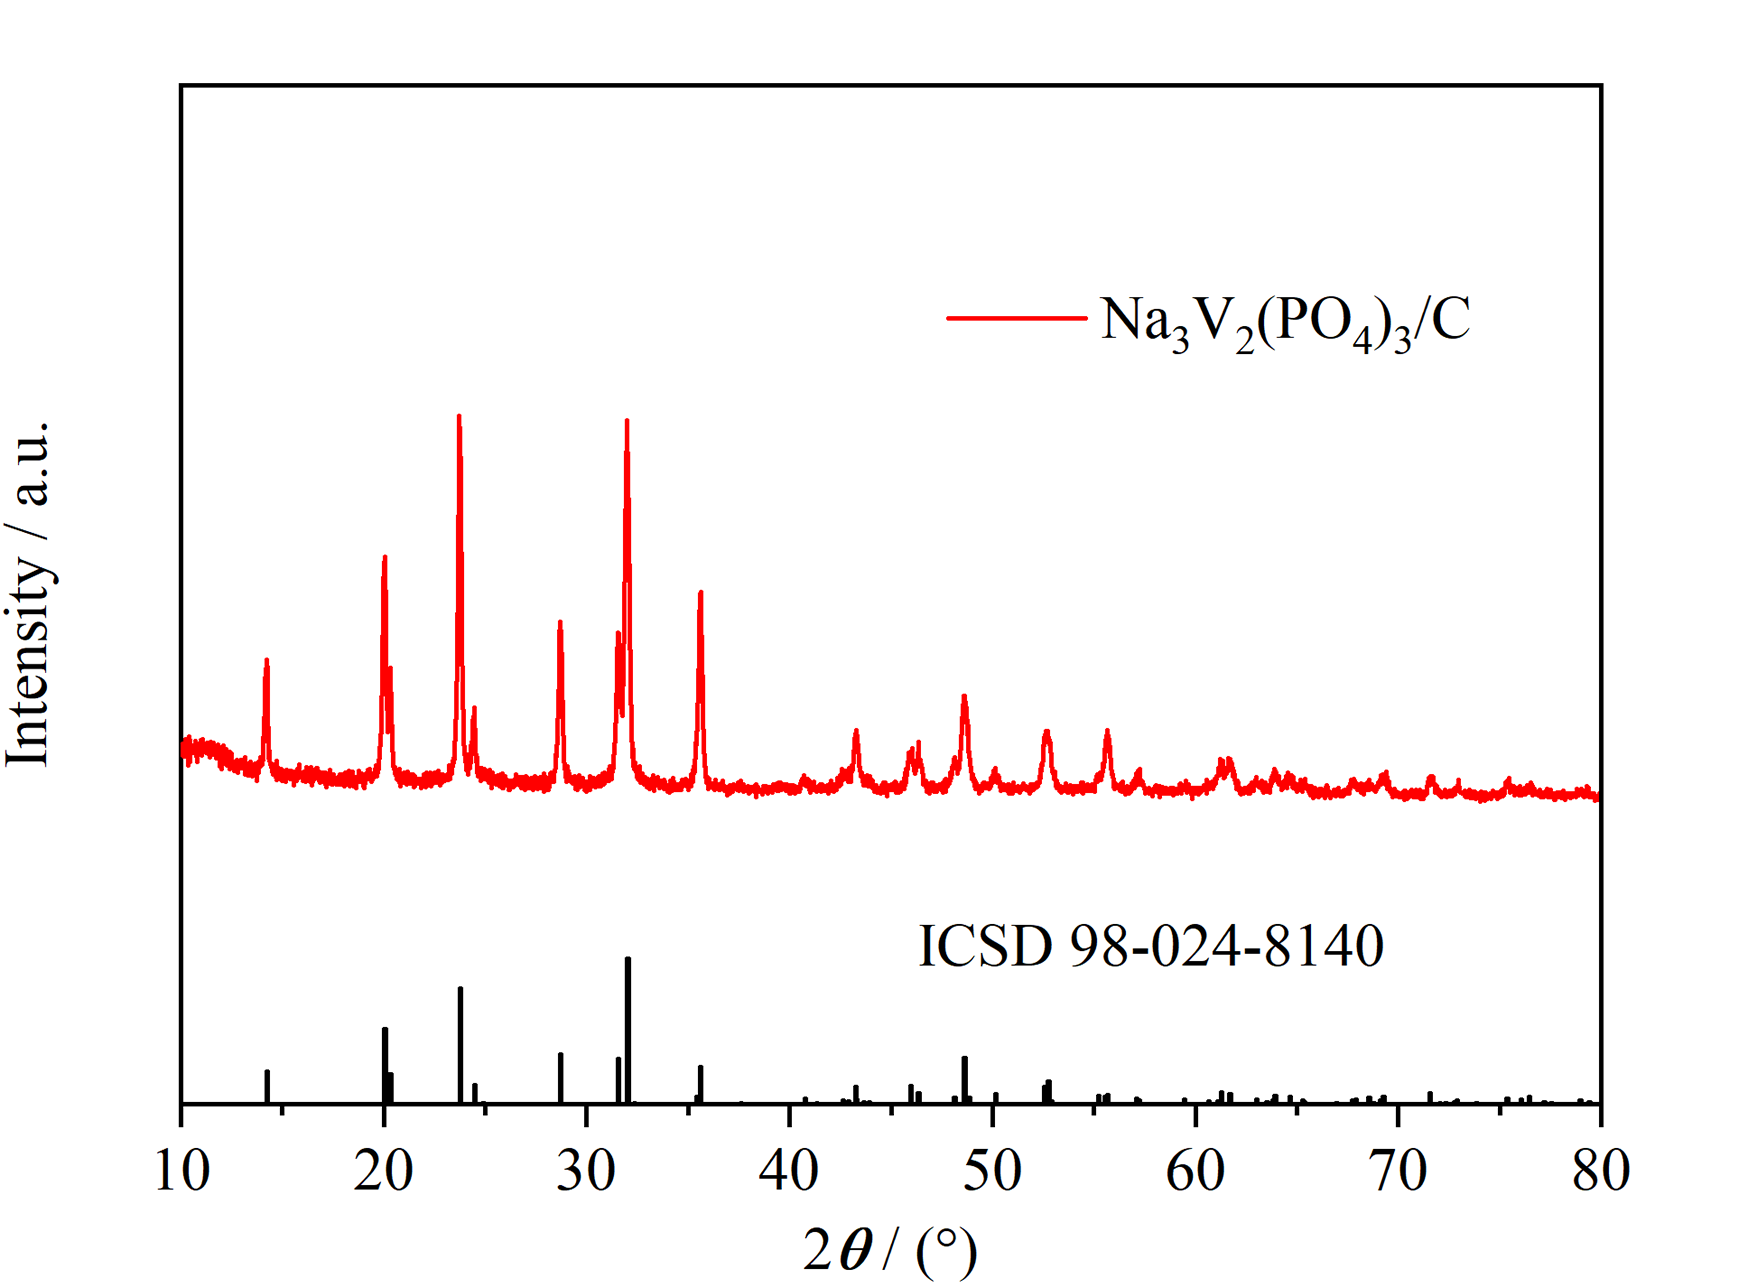 Na₃V₂(PO₄)₃/C
Intensity / a.u.
ICSD 98-024-8140
10 20 30 40 50 60 70 80
2θ / (°)